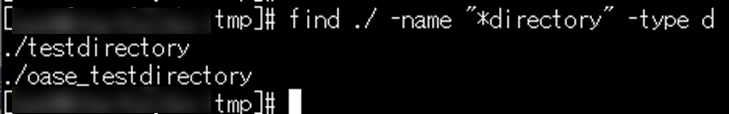 [ tmp]# find ./ -name "*directory" -type d
./testdirectory
./oase_testdirectory
[ tmp]#